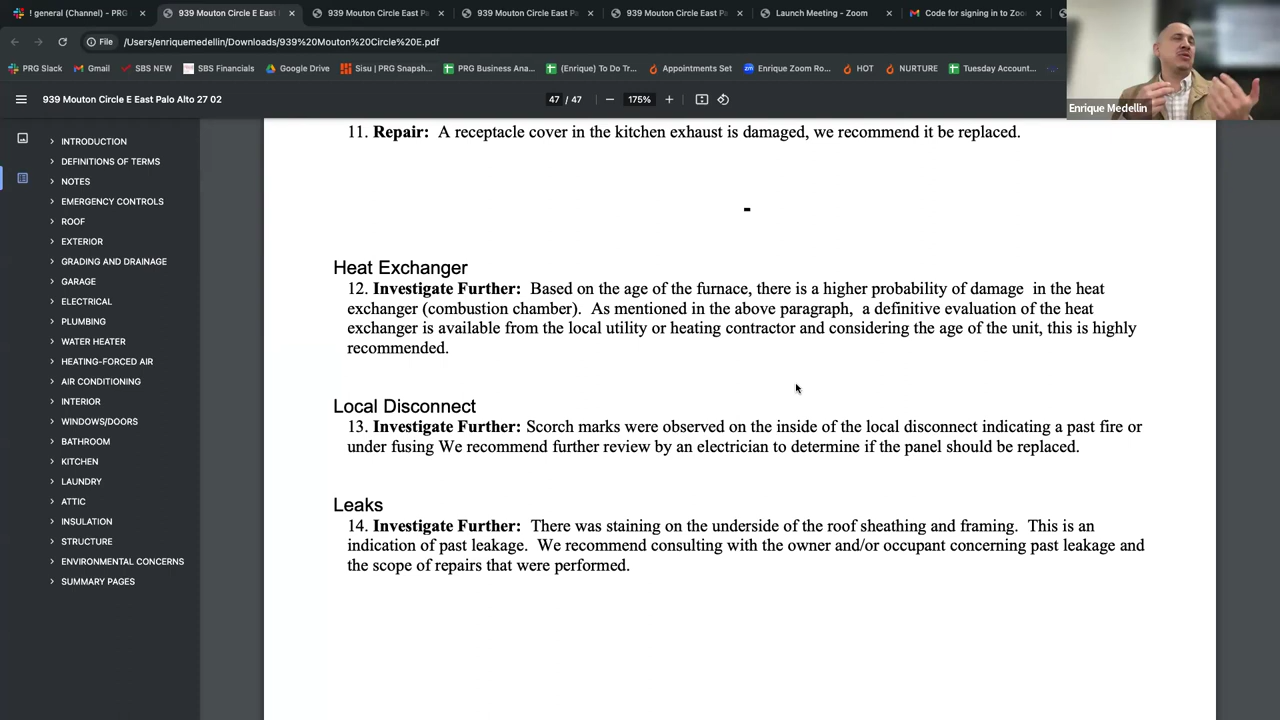 ! general (Channel) - PRG
939 Mouton Circle E East
939 Mouton Circle East Pa
939 Mouton Circle East Pa
939 Mouton Circle East Pa
Launch Meeting - Zoom
Code for signing in to Zoo
File /Users/enriquemedellin/Downloads/939%20Mouton%20Circle%20E.pdf
PRG Slack
Gmail
SBS NEW
SBS Financials
Google Drive
Sisu | PRG Snapsh...
PRG Business Ana...
(Enrique) To Do Tr...
Appointments Set
Enrique Zoom Ro...
HOT
NURTURE
Tuesday Account...
Enrique Medellin
939 Mouton Circle E East Palo Alto 27 02
47 / 47
175%
INTRODUCTION
DEFINITIONS OF TERMS
NOTES
EMERGENCY CONTROLS
ROOF
EXTERIOR
GRADING AND DRAINAGE
GARAGE
ELECTRICAL
PLUMBING
WATER HEATER
HEATING-FORCED AIR
AIR CONDITIONING
INTERIOR
WINDOWS/DOORS
BATHROOM
KITCHEN
LAUNDRY
ATTIC
INSULATION
STRUCTURE
ENVIRONMENTAL CONCERNS
SUMMARY PAGES
11. Repair: A receptacle cover in the kitchen exhaust is damaged, we recommend it be replaced.
-
Heat Exchanger
12. Investigate Further: Based on the age of the furnace, there is a higher probability of damage in the heat
exchanger (combustion chamber). As mentioned in the above paragraph, a definitive evaluation of the heat
exchanger is available from the local utility or heating contractor and considering the age of the unit, this is highly
recommended.
Local Disconnect
13. Investigate Further: Scorch marks were observed on the inside of the local disconnect indicating a past fire or
under fusing We recommend further review by an electrician to determine if the panel should be replaced.
Leaks
14. Investigate Further: There was staining on the underside of the roof sheathing and framing. This is an
indication of past leakage. We recommend consulting with the owner and/or occupant concerning past leakage and
the scope of repairs that were performed.